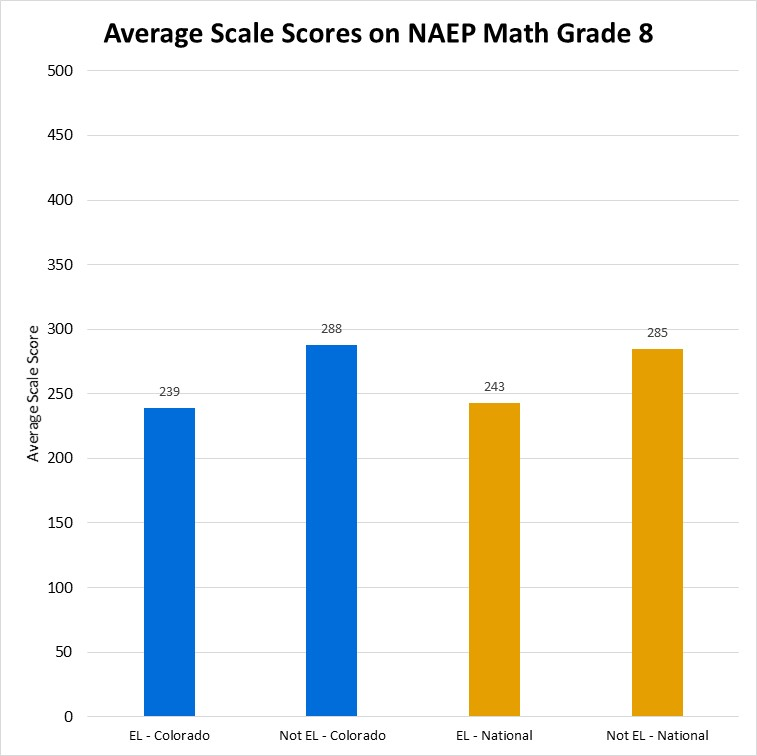 Average Scale Scores on NAEP Math Grade 8
500
450
400
350
300
250
200
150
100
50
0
Average Scale Score
239
288
243
285
EL - Colorado
Not EL - Colorado
EL - National
Not EL - National